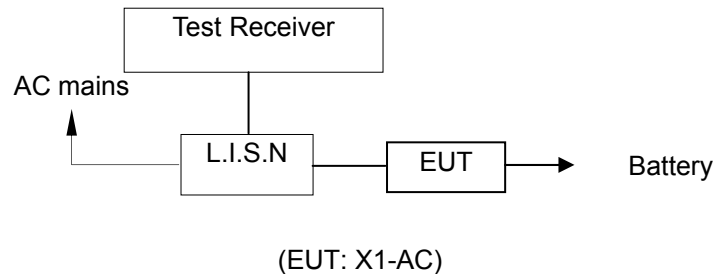 Test Receiver
AC mains
L.I.S.N
EUT
Battery
(EUT: X1-AC)